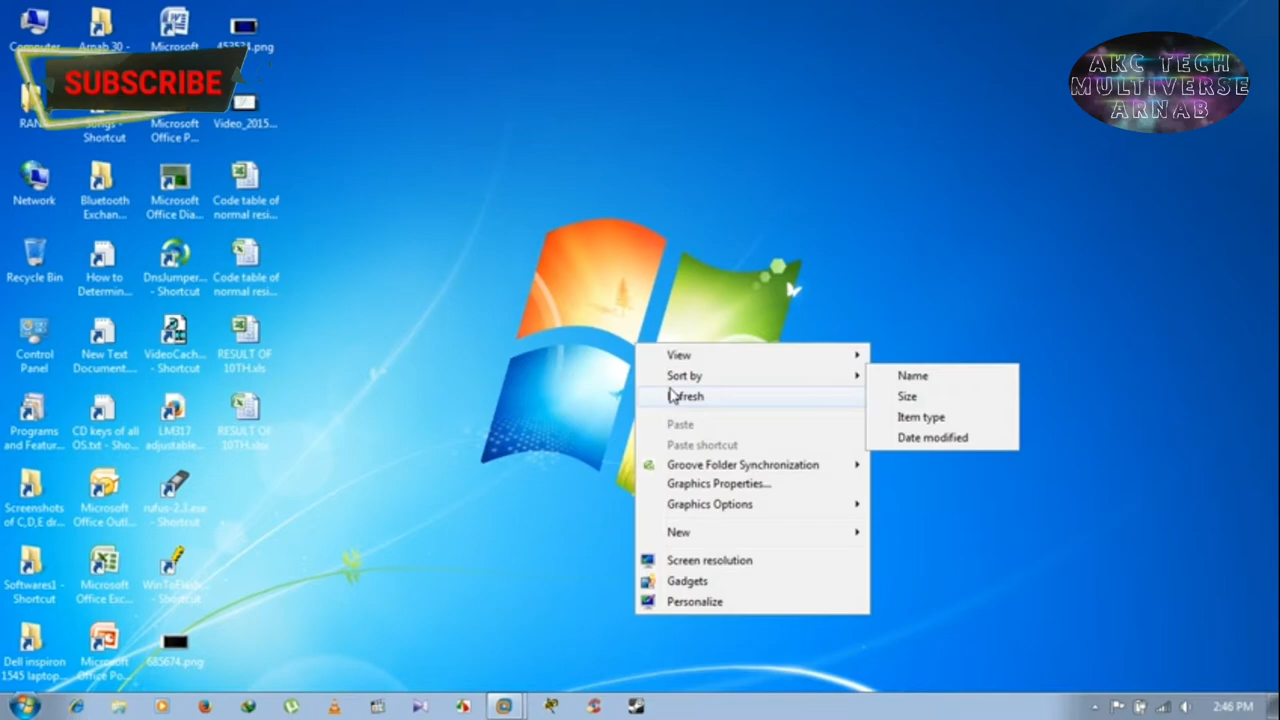 Computer
Arnab 30 -
Microsoft
SUBSCRIBE
AKC TECH
MULTIVERSE
ARNAB
Shortcut
Microsoft
Office P...
Video_2015...
Network
Bluetooth
Exchan...
Microsoft
Office Dia...
Code table of
normal resi...
Recycle Bin
How to
Determin...
DnsJumper...
- Shortcut
Code table of
normal resi...
Control
Panel
New Text
Document....
VideoCach...
- Shortcut
RESULT OF
10TH.xls
Programs
and Featur...
CD keys of all
OS.txt - Sho...
LM317
adjustable...
RESULT OF
10TH.xlsx
Screenshots
of C,D,E dr...
Microsoft
Office Outl...
rufus-2.3.exe
- Shortcut
Softwares1 -
Shortcut
Microsoft
Office Exc...
WinToFlash
- Shortcut
Dell inspiron
1545 laptop...
Microsoft
Office Po...
685674.png
View
Sort by
Refresh
Paste
Paste shortcut
Groove Folder Synchronization
Graphics Properties...
Graphics Options
New
Screen resolution
Gadgets
Personalize
Name
Size
Item type
Date modified
2:46 PM